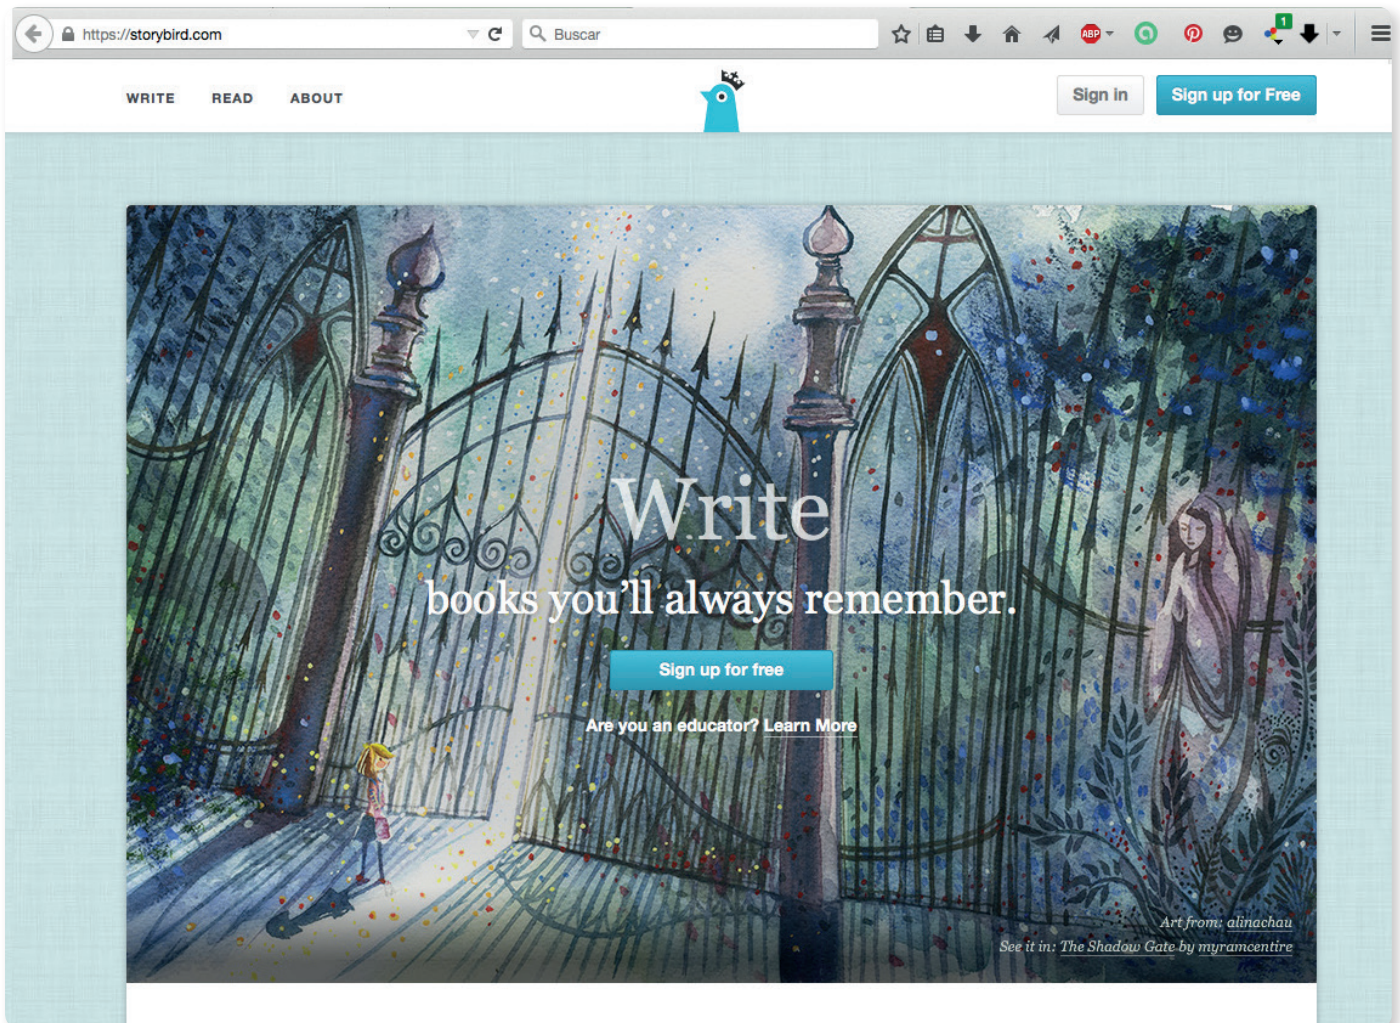 https://storybird.com
Buscar
ABP
1
WRITE READ ABOUT
Sign in
Sign up for Free
Write
books you'll always remember.
Sign up for free
Are you an educator? Learn More
Art from: alinachau
See it in: The Shadow Gate by myramcentire